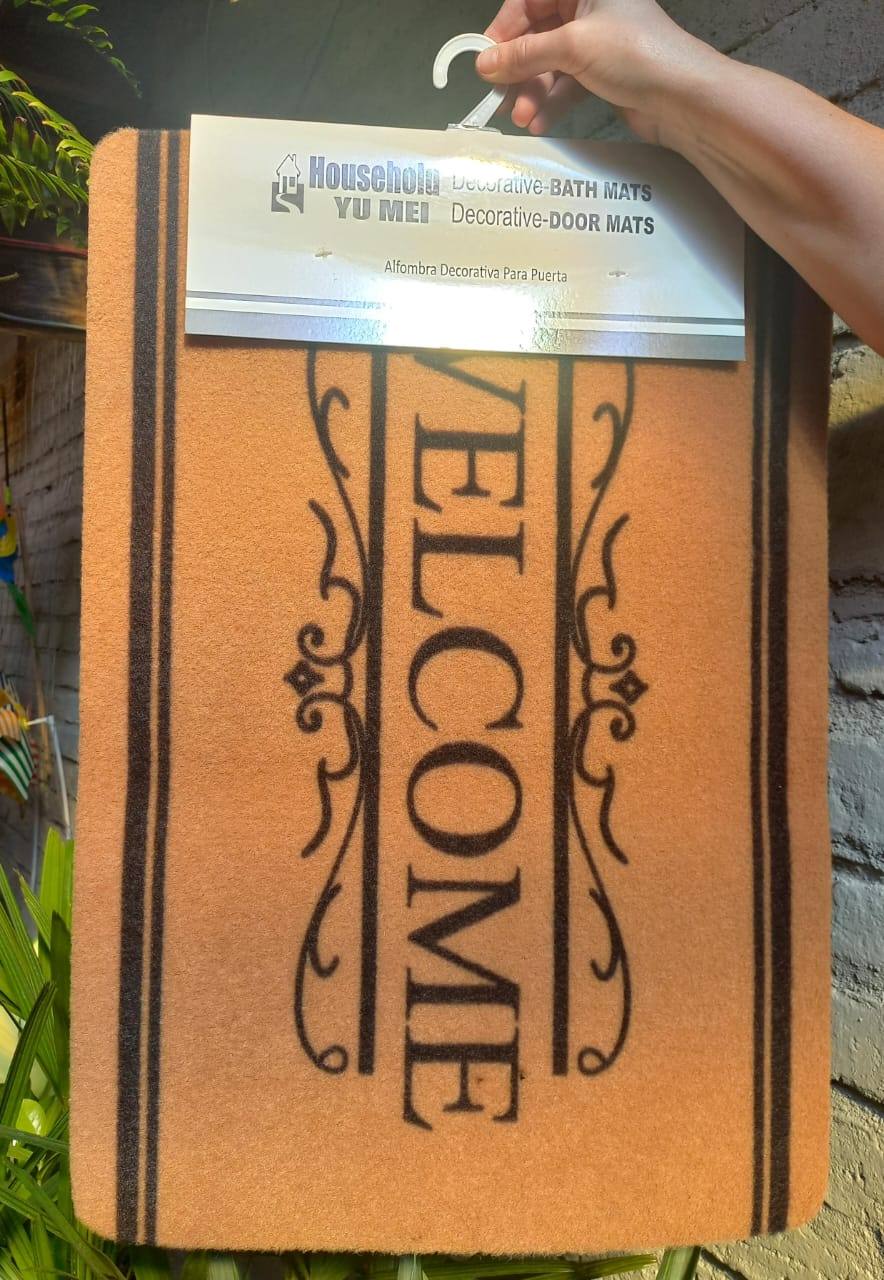 Household Decorative-BATH MATS
YU MEI Decorative-DOOR MATS
Alfombra Decorativa Para Puerta
WELCOME